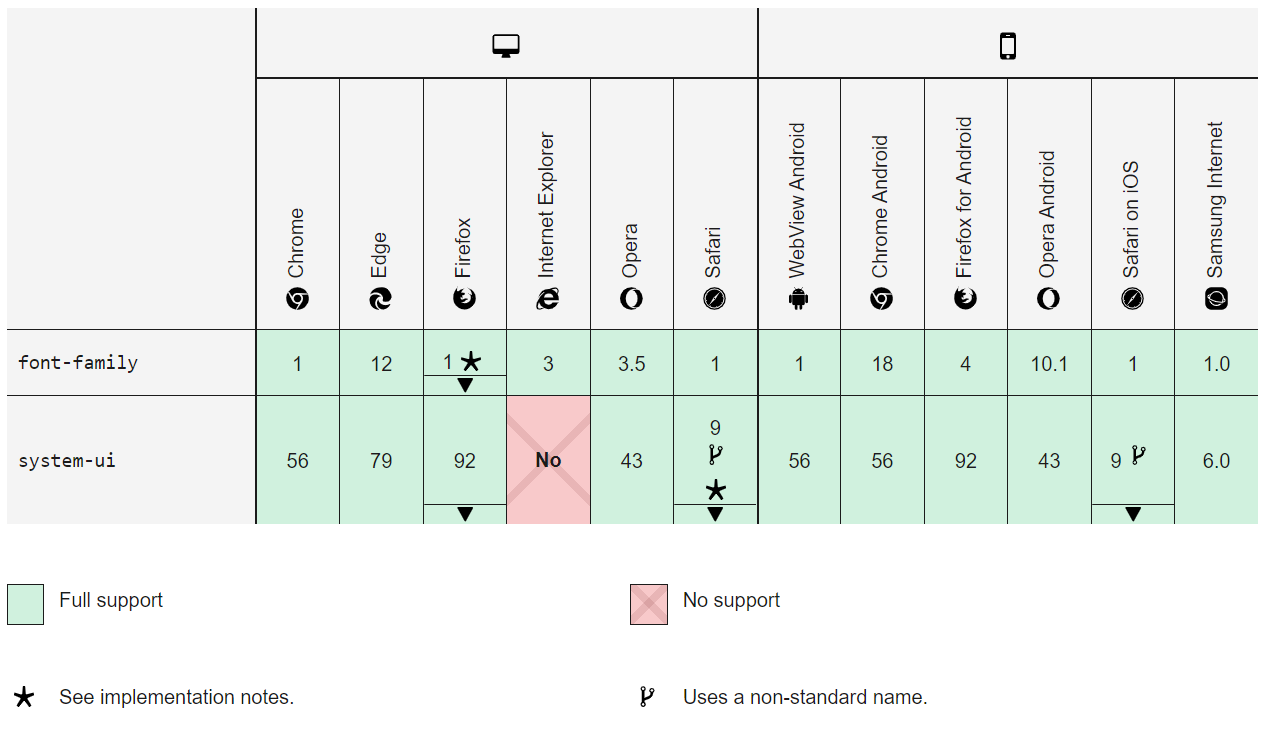 Chrome
Edge
Firefox
Internet Explorer
Opera
Safari
WebView Android
Chrome Android
Firefox for Android
Opera Android
Safari on iOS
Samsung Internet
font-family 1 12 1 3 3.5 1 1 18 4 10.1 1 1.0
system-ui 56 79 92 No 43 9 56 56 92 43 9 6.0
Full support
No support
See implementation notes.
Uses a non-standard name.